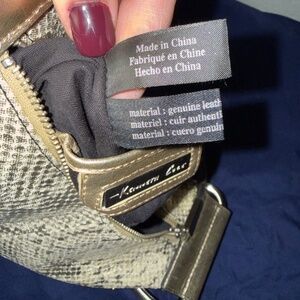 Made in China
Fabriqué en Chine
Hecho en China
material : genuine leath
materiel : cuir authenti
material : cuero genuin
Kenneth Cole